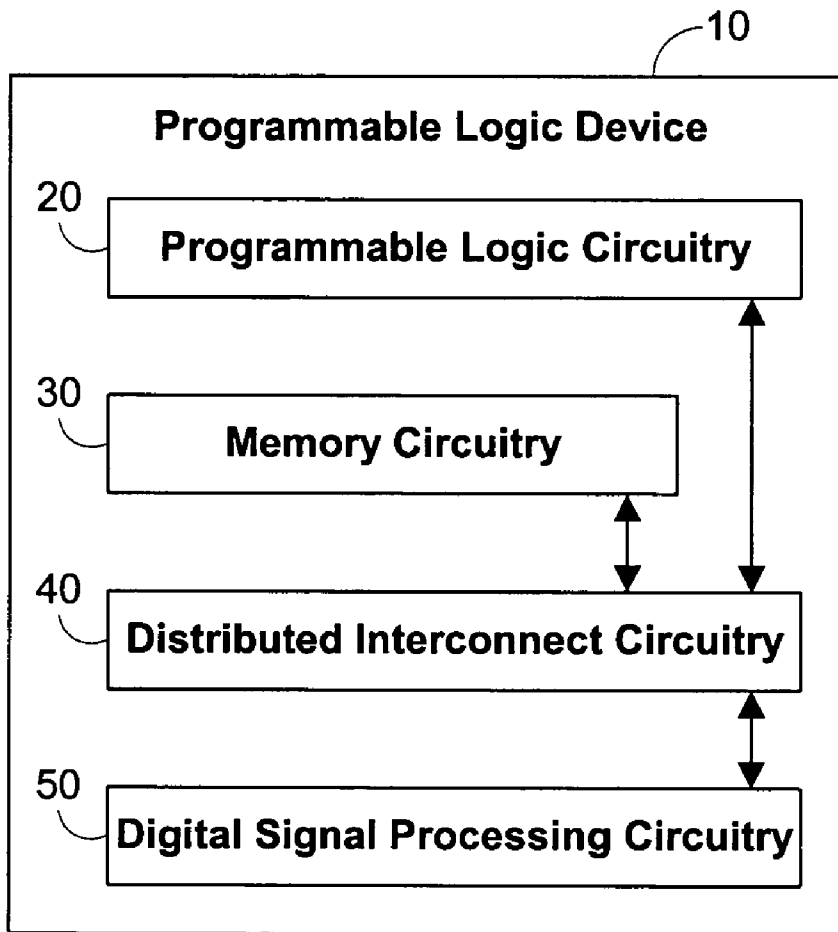 10
Programmable Logic Device
20
Programmable Logic Circuitry
30
Memory Circuitry
40
Distributed Interconnect Circuitry
50
Digital Signal Processing Circuitry